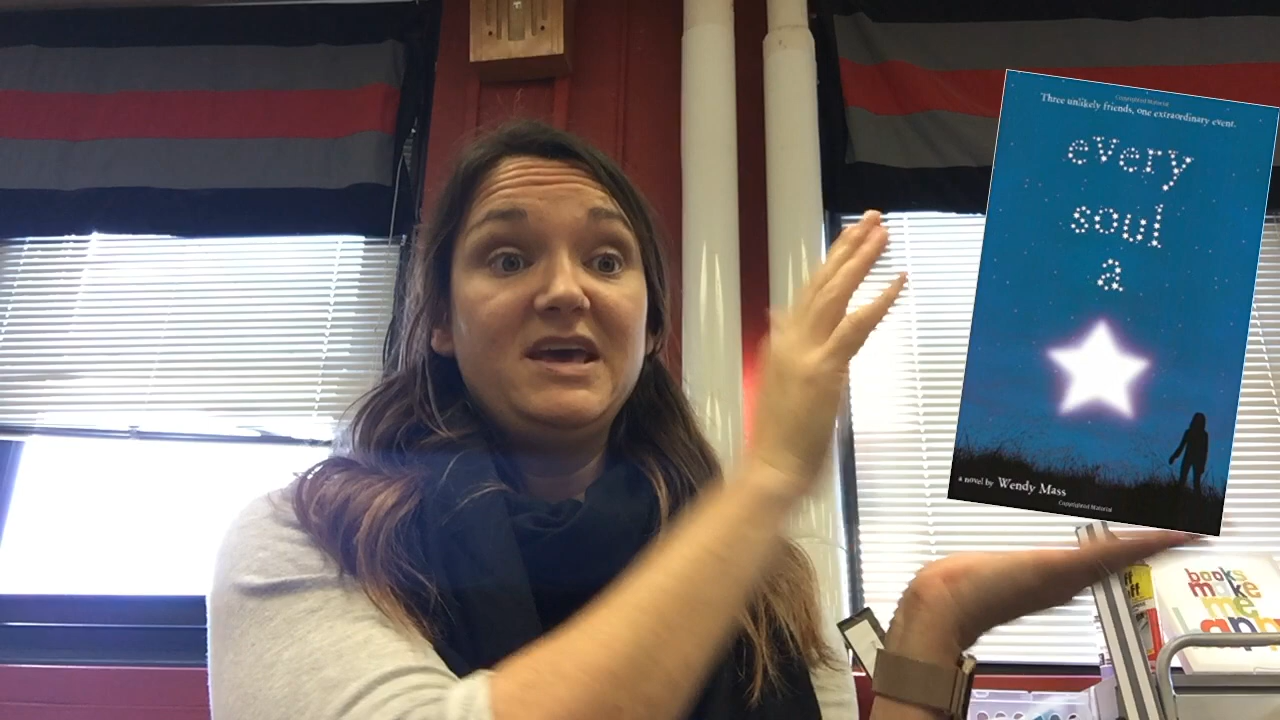 Copyrighted Material
Three unlikely friends, one extraordinary event.
every
soul
a
a novel by Wendy Mass
Copyrighted Material
books
make
me